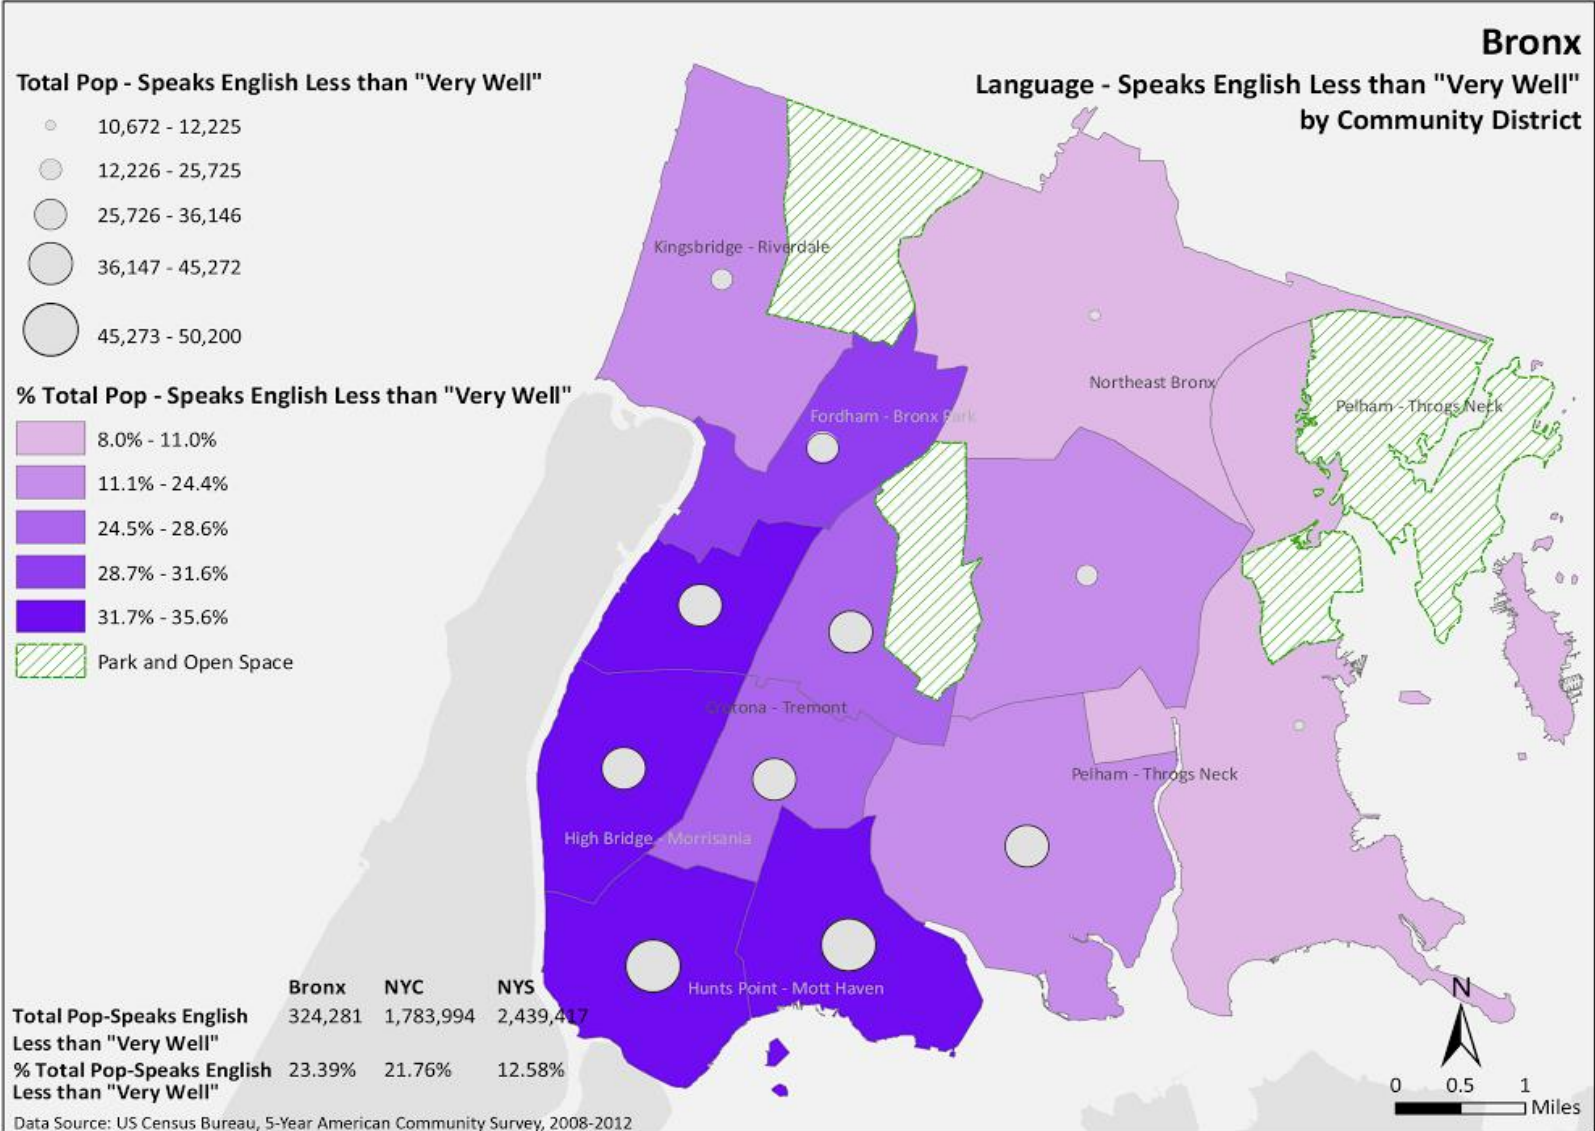 Bronx
Language - Speaks English Less than "Very Well"
by Community District
Total Pop - Speaks English Less than "Very Well"
10,672 - 12,225
12,226 - 25,725
25,726 - 36,146
36,147 - 45,272
45,273 - 50,200
% Total Pop - Speaks English Less than "Very Well"
8.0% - 11.0%
11.1% - 24.4%
24.5% - 28.6%
28.7% - 31.6%
31.7% - 35.6%
Park and Open Space
Kingsbridge - Riverdale
Northeast Bronx
Pelham - Throgs Neck
Fordham - Bronx Park
Crotona - Tremont
Pelham - Throgs Neck
High Bridge - Morrisania
Hunts Point - Mott Haven
Bronx NYC NYS
Total Pop-Speaks English 324,281 1,783,994 2,439,417
Less than "Very Well"
% Total Pop-Speaks English 23.39% 21.76% 12.58%
Less than "Very Well"
Data Source: US Census Bureau, 5-Year American Community Survey, 2008-2012
N
0 0.5 1
Miles